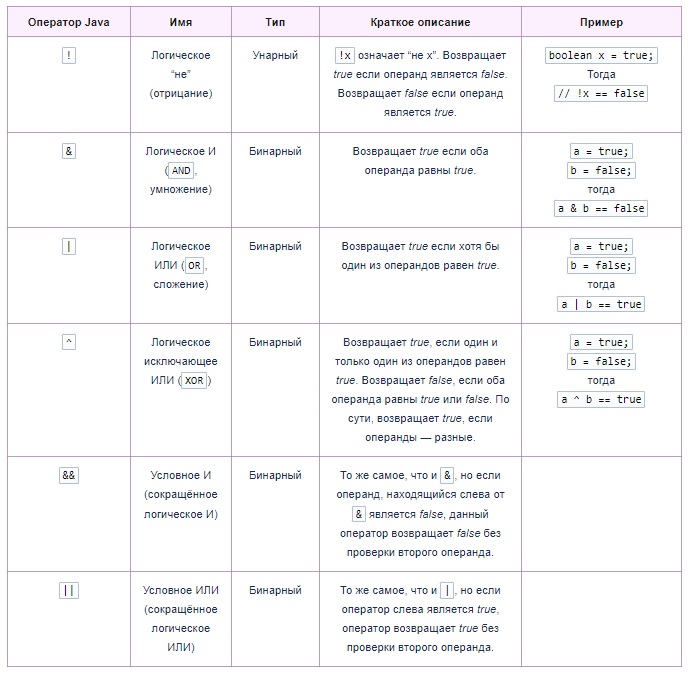 Оператор Java Имя Тип Краткое описание Пример
!
Логическое
“не”
(отрицание)
Унарный
!x означает “не x”. Возвращает
true если операнд является false.
Возвращает false если операнд
является true.
boolean x = true;
Тогда
// !x == false
&
Логическое И
(AND,
умножение)
Бинарный
Возвращает true если оба
операнда равны true.
a = true;
b = false;
тогда
a & b == false
|
Логическое
ИЛИ (OR,
сложение)
Бинарный
Возвращает true если хотя бы
один из операндов равен true.
a = true;
b = false;
тогда
a | b == true
^
Логическое
исключающее
ИЛИ (XOR)
Бинарный
Возвращает true, если один и
только один из операндов равен
true. Возвращает false, если оба
операнда равны true или false. По
сути, возвращает true, если
операнды — разные.
a = true;
b = false;
тогда
a ^ b == true
&&
Условное И
(сокращённое
логическое И)
Бинарный
То же самое, что и &, но если
операнд, находящийся слева от
& является false, данный
оператор возвращает false без
проверки второго операнда.
||
Условное ИЛИ
(сокращённое
логическое
ИЛИ)
Бинарный
То же самое, что и |, но если
оператор слева является true,
оператор возвращает true без
проверки второго операнда.